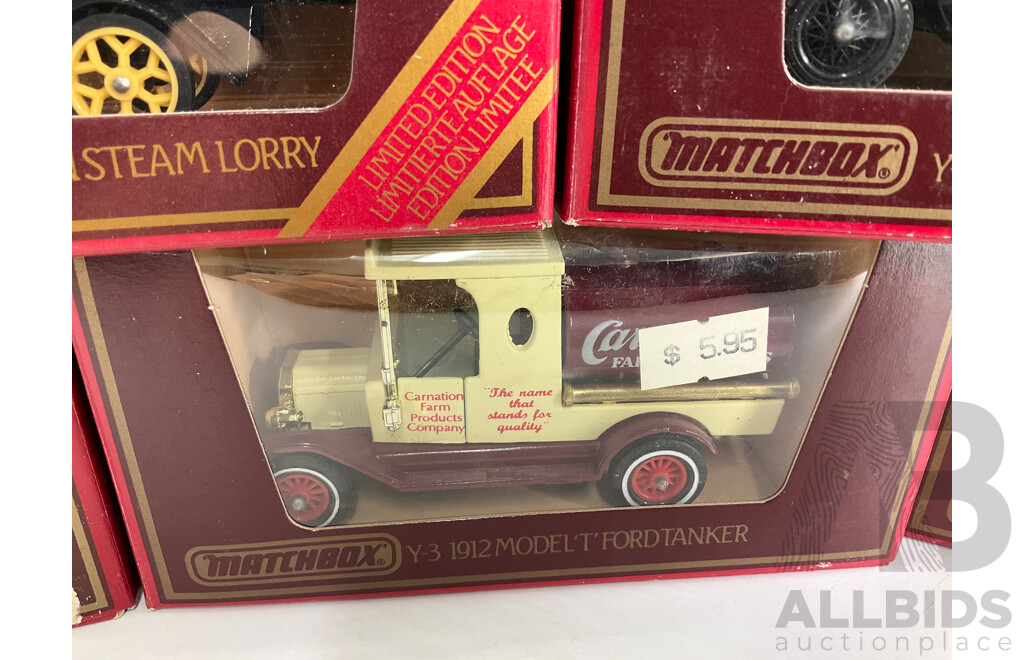 STEAM LORRY
LIMITED EDITION
LIMITIERTE AUFLAGE
EDITION LIMITEE
MATCHBOX®
Carnation
Farm
Products
Company
"The name
that
stands for
quality"
$ 5.95
MATCHBOX® Y-3 1912 MODEL 'T' FORD TANKER
B
ALLBIDS
auctionplace